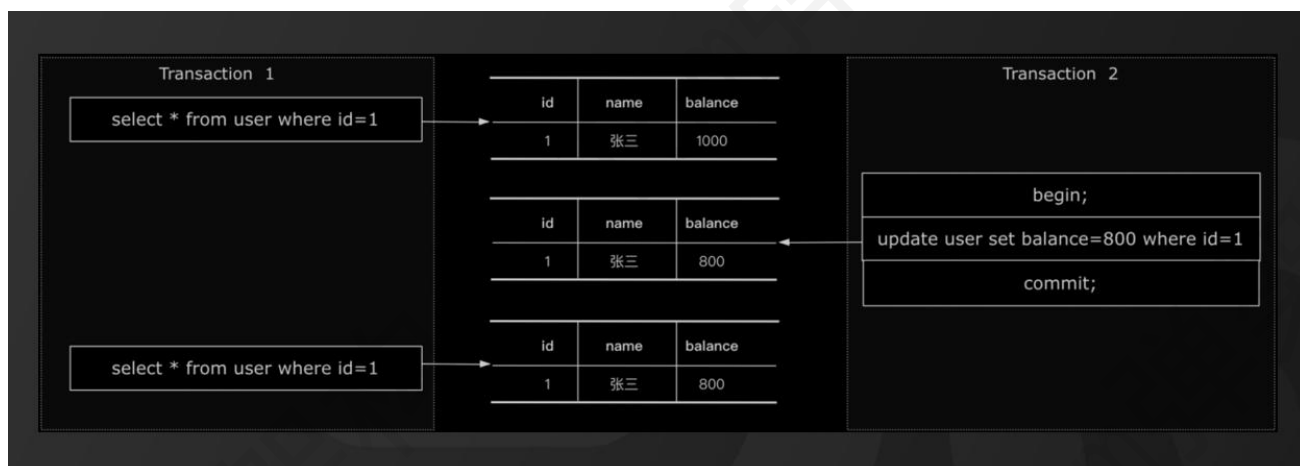 Transaction 1
select * from user where id=1
id name balance
1 张三 1000
Transaction 2
begin;
update user set balance=800 where id=1
commit;
id name balance
1 张三 800
select * from user where id=1
id name balance
1 张三 800